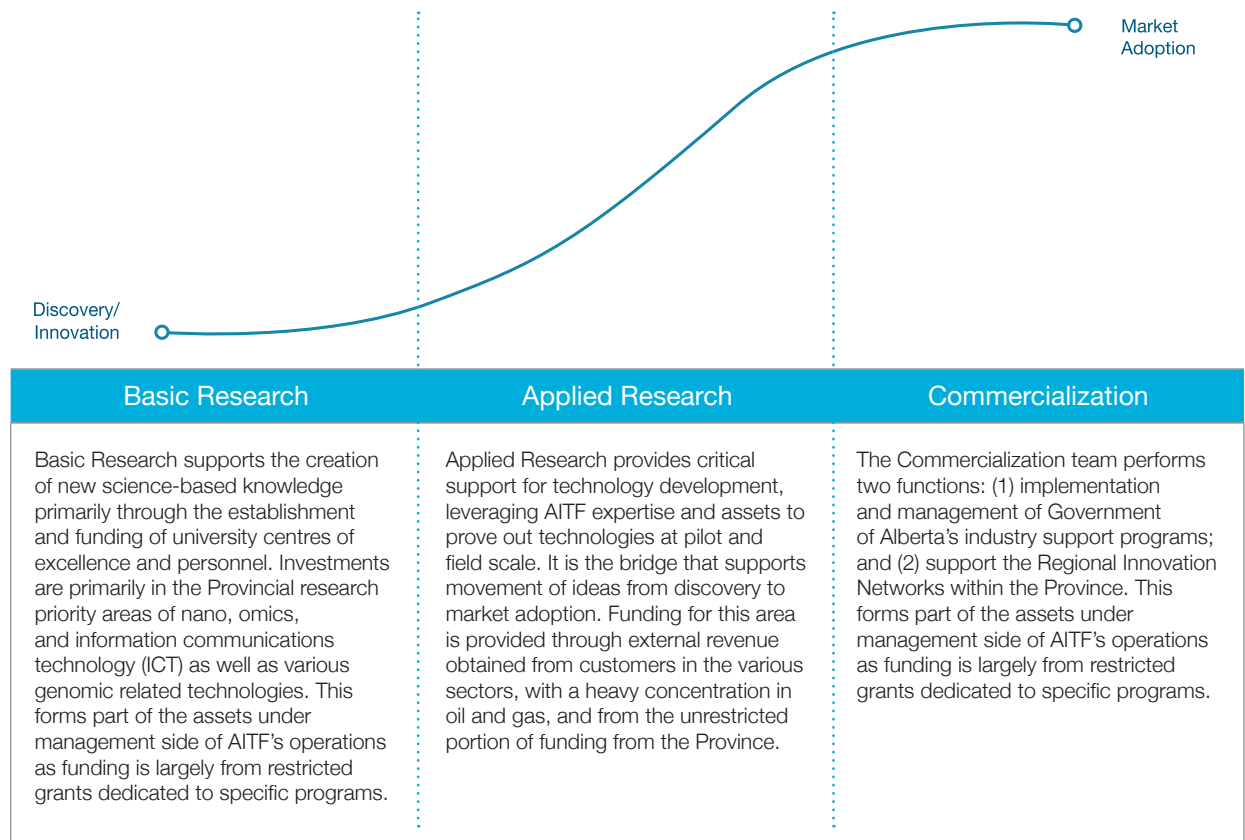 Market
Adoption
Discovery/
Innovation
Basic Research
Applied Research
Commercialization
Basic Research supports the creation
of new science-based knowledge
primarily through the establishment
and funding of university centres of
excellence and personnel. Investments
are primarily in the Provincial research
priority areas of nano, omics,
and information communications
technology (ICT) as well as various
genomic related technologies. This
forms part of the assets under
management side of AITF’s operations
as funding is largely from restricted
grants dedicated to specific programs.
Applied Research provides critical
support for technology development,
leveraging AITF expertise and assets to
prove out technologies at pilot and
field scale. It is the bridge that supports
movement of ideas from discovery to
market adoption. Funding for this area
is provided through external revenue
obtained from customers in the various
sectors, with a heavy concentration in
oil and gas, and from the unrestricted
portion of funding from the Province.
The Commercialization team performs
two functions: (1) implementation
and management of Government
of Alberta’s industry support programs;
and (2) support the Regional Innovation
Networks within the Province. This
forms part of the assets under
management side of AITF’s operations
as funding is largely from restricted
grants dedicated to specific programs.